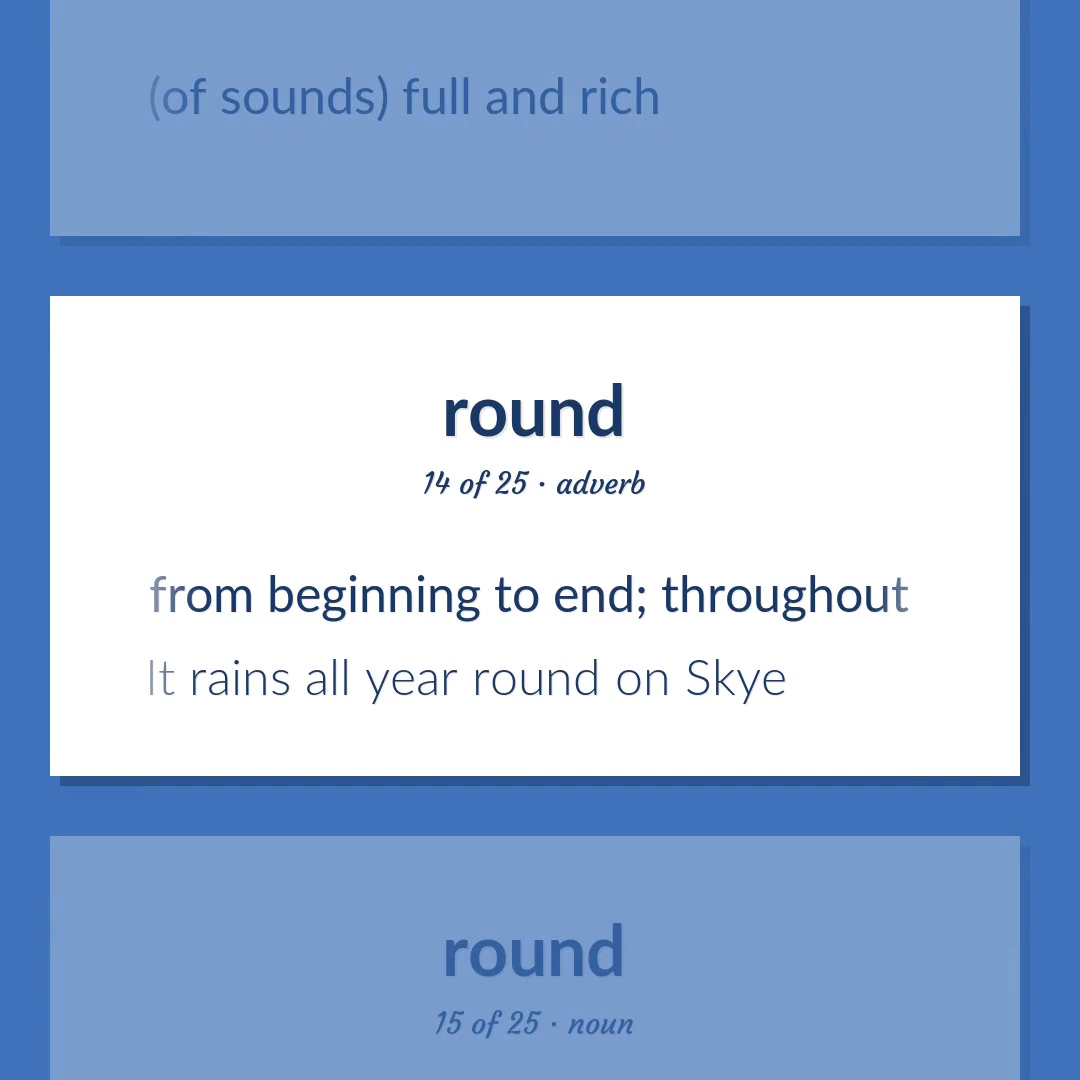 (of sounds) full and rich
round
14 of 25 · adverb
from beginning to end; throughout
It rains all year round on Skye
round
15 of 25 · noun